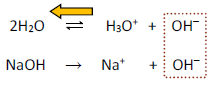 2H₂O ⇌ H₃O⁺ + OH⁻
NaOH → Na⁺ + OH⁻